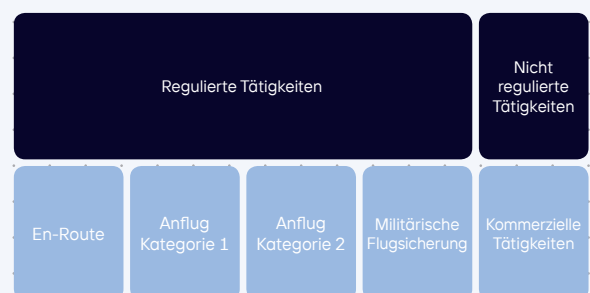 Regulierte Tätigkeiten
Nicht
regulierte
Tätigkeiten
En-Route
Anflug
Kategorie 1
Anflug
Kategorie 2
Militärische
Flugsicherung
Kommerzielle
Tätigkeiten